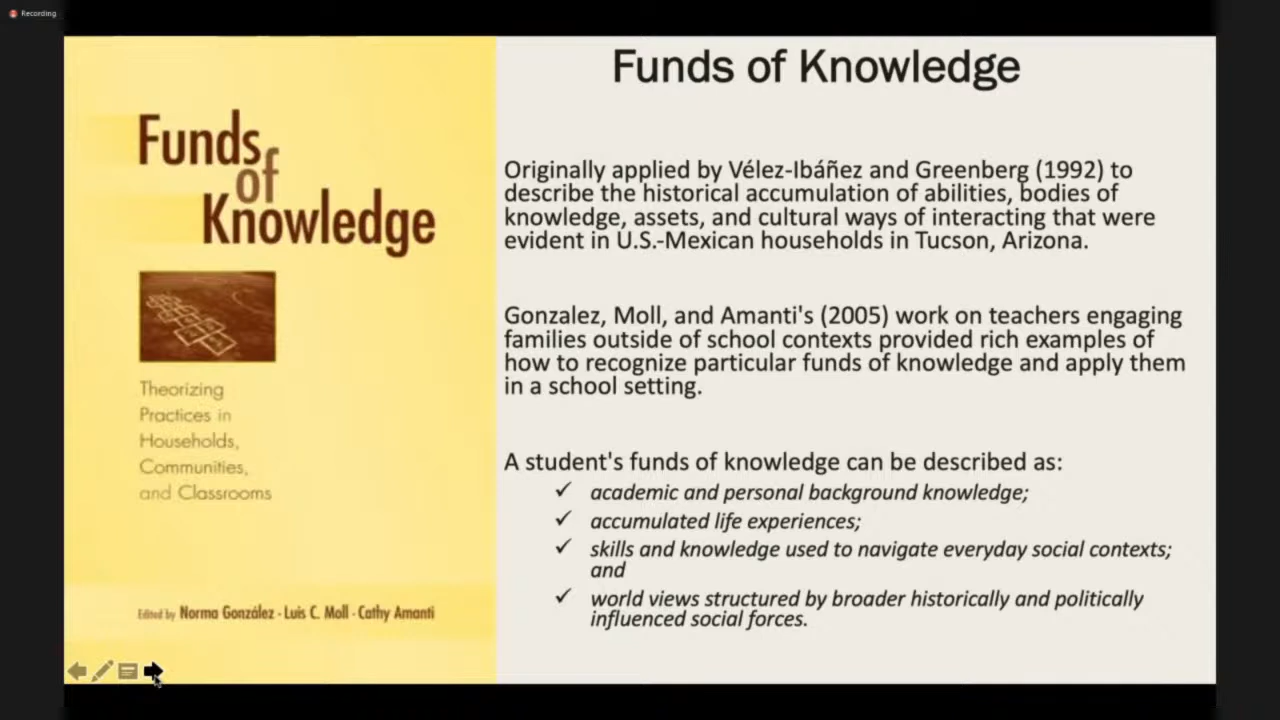 Recording
Funds of Knowledge
Funds
of
Knowledge
Theorizing
Practices in
Households,
Communities,
and Classrooms
Edited by Norma González · Luis C. Moll · Cathy Amanti
Originally applied by Vélez-Ibáñez and Greenberg (1992) to
describe the historical accumulation of abilities, bodies of
knowledge, assets, and cultural ways of interacting that were
evident in U.S.-Mexican households in Tucson, Arizona.
Gonzalez, Moll, and Amanti's (2005) work on teachers engaging
families outside of school contexts provided rich examples of
how to recognize particular funds of knowledge and apply them
in a school setting.
A student's funds of knowledge can be described as:
✓ academic and personal background knowledge;
✓ accumulated life experiences;
✓ skills and knowledge used to navigate everyday social contexts;
and
✓ world views structured by broader historically and politically
influenced social forces.